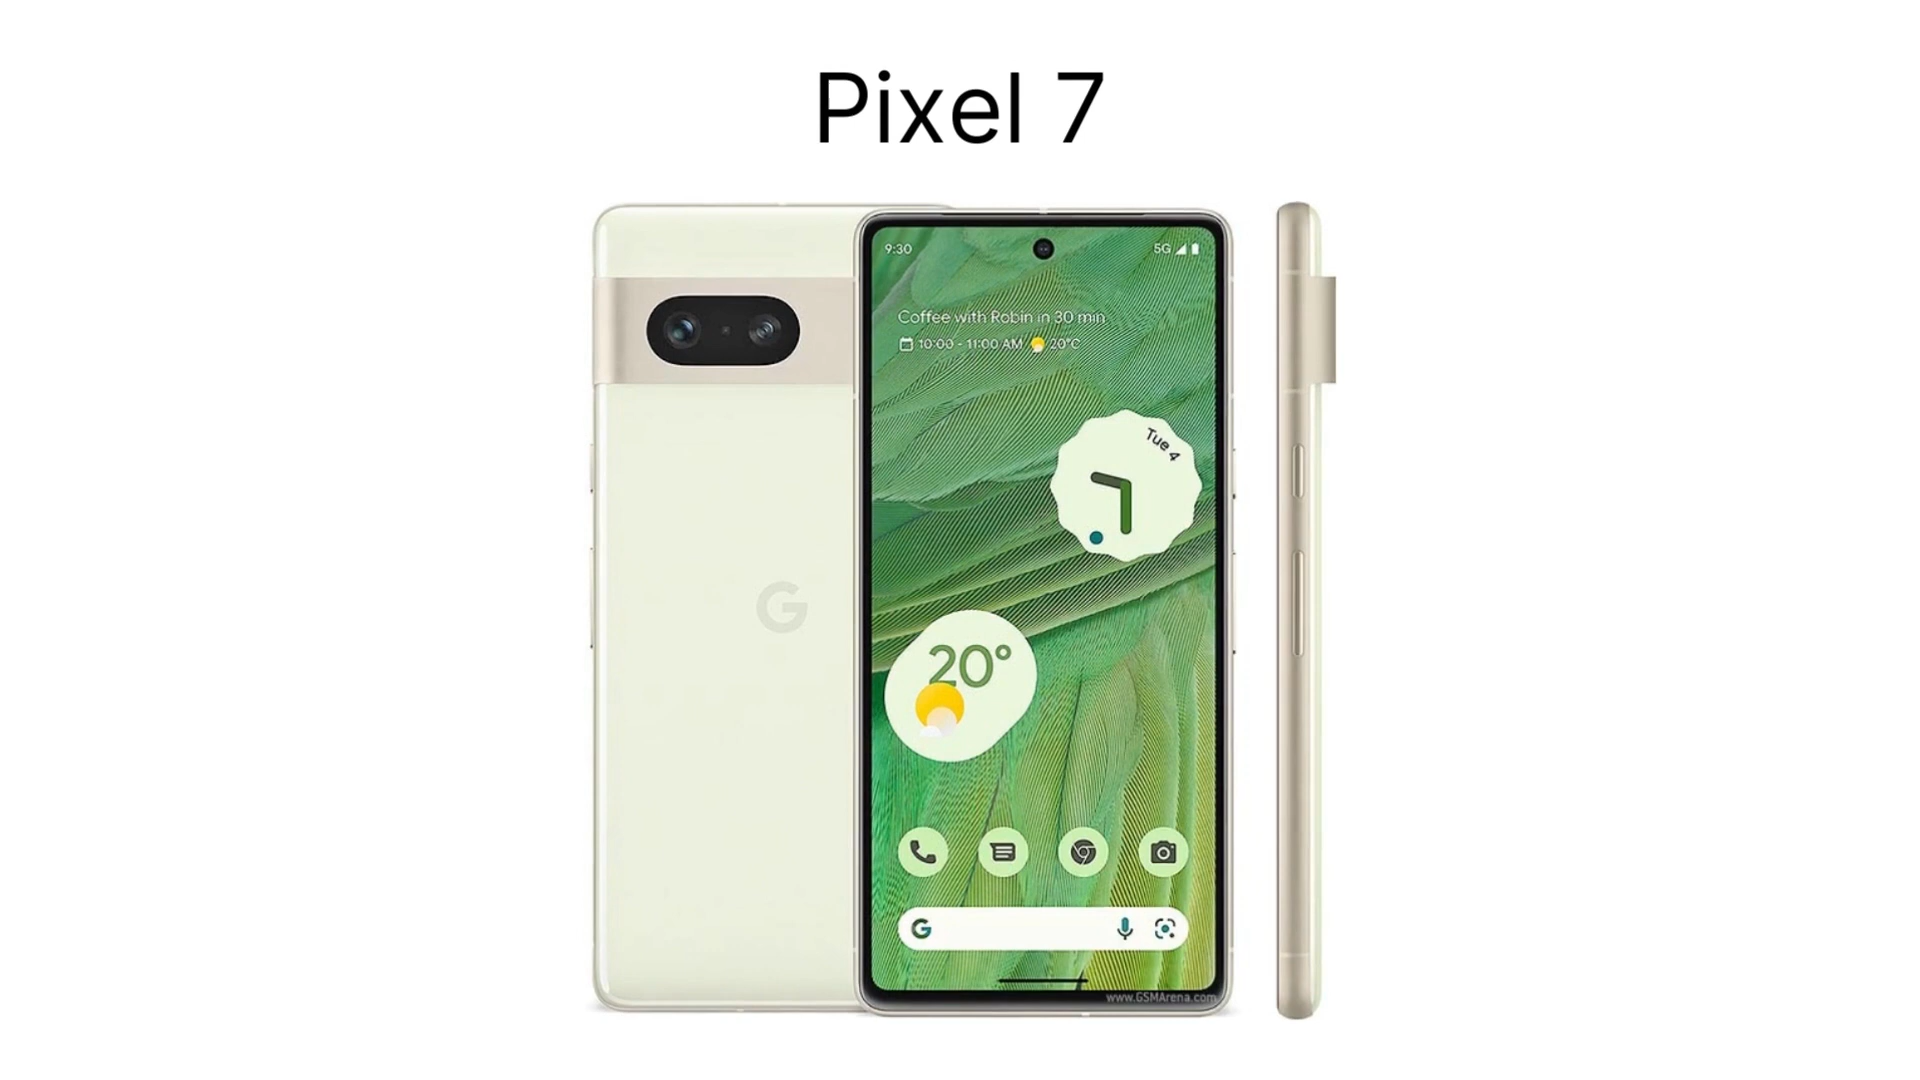 Pixel 7
9:30
5G
Coffee with Robin in 30 min
10:00 - 11:00 AM 20°C
Tue 4
20°
G
G
www.GSMArena.com